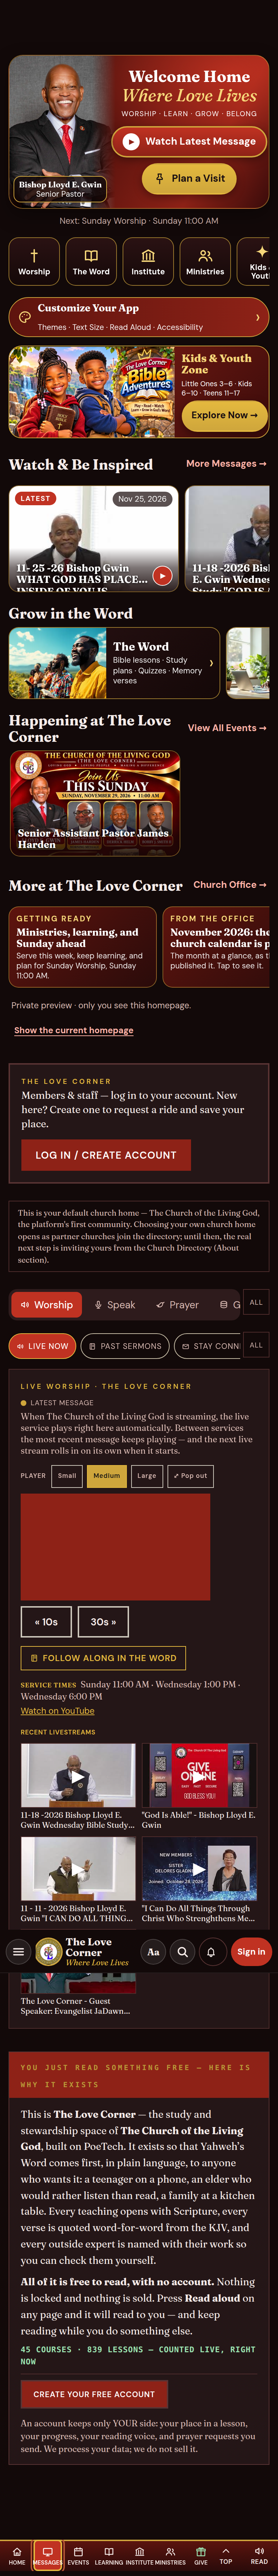 Welcome Home
Where Love Lives
WORSHIP · LEARN · GROW · BELONG
Watch Latest Message
Plan a Visit
Bishop Lloyd E. Gwin
Senior Pastor
Next: Sunday Worship · Sunday 11:00 AM
Worship
The Word
Institute
Ministries
Customize Your App
Themes · Text Size · Read Aloud · Accessibility
The Love Corner
Bible
Adventures
Kids & Youth
Zone
Little Ones 3–6 · Kids
6–10 · Teens 11–17
Explore Now →
Watch & Be Inspired
More Messages →
LATEST
Nov 25, 2026
11- 25 -26 Bishop Gwin
WHAT GOD HAS PLACE...
11-18 -2026 Bis
E. Gwin Wednes
Grow in the Word
The Word
Bible lessons · Study
plans · Quizzes · Memory
verses
Happening at The Love
Corner
View All Events →
THE CHURCH OF THE LIVING GOD
Join Us
THIS SUNDAY
SUNDAY, NOVEMBER 29, 2026 • 11:00 AM
Senior Assistant Pastor James
Harden
More at The Love Corner
Church Office →
GETTING READY
Ministries, learning, and
Sunday ahead
Serve this week, keep learning, and
plan for Sunday Worship, Sunday
11:00 AM.
FROM THE OFFICE
November 2026: the
church calendar is p
The month at a glance, as t
published it. Tap to see it.
Private preview · only you see this homepage.
Show the current homepage
THE LOVE CORNER
Members & staff — log in to your account. New
here? Create one to request a ride and save your
place.
LOG IN / CREATE ACCOUNT
This is your default church home — The Church of the Living God,
the platform's first community. Choosing your own church home
opens as partner churches join the directory; until then, the real
next step is inviting yours from the Church Directory (About
section).
Worship
Speak
Prayer
G
ALL
LIVE NOW
PAST SERMONS
STAY CONN
ALL
LIVE WORSHIP · THE LOVE CORNER
LATEST MESSAGE
When The Church of the Living God is streaming, the live
service plays right here automatically. Between services
the most recent message keeps playing — and the next live
stream rolls in on its own when it starts.
PLAYER
Small
Medium
Large
⤢ Pop out
« 10s
30s »
FOLLOW ALONG IN THE WORD
SERVICE TIMES Sunday 11:00 AM · Wednesday 1:00 PM ·
Wednesday 6:00 PM
Watch on YouTube
RECENT LIVESTREAMS
11-18 -2026 Bishop Lloyd E.
Gwin Wednesday Bible Study...
GIVE
ONLINE
GOD BLESS YOU!
"God Is Able!" - Bishop Lloyd E.
Gwin
11 - 11 - 2026 Bishop Lloyd E.
Gwin "I CAN DO ALL THING...
NEW MEMBERS
SISTER
DELORES GLADNEY
"I Can Do All Things Through
Christ Who Strengthens Me...
The Love
Corner
Where Love Lives
Aa
Sign in
The Love Corner - Guest
Speaker: Evangelist JaDawn...
YOU JUST READ SOMETHING FREE — HERE IS
WHY IT EXISTS
This is The Love Corner — the study and
stewardship space of The Church of the Living
God, built on PoeTech. It exists so that Yahweh's
Word comes first, in plain language, to anyone
who wants it: a teenager on a phone, an elder who
would rather listen than read, a family at a kitchen
table. Every teaching opens with Scripture, every
verse is quoted word-for-word from the KJV, and
every outside expert is named with their work so
you can check them yourself.
All of it is free to read, with no account. Nothing
is locked and nothing is sold. Press Read aloud on
any page and it will read to you — and keep
reading while you do something else.
45 COURSES · 839 LESSONS — COUNTED LIVE, RIGHT
NOW
CREATE YOUR FREE ACCOUNT
An account keeps only YOUR side: your place in a lesson,
your progress, your reading voice, and prayer requests you
send. We process your data; we do not sell it.
HOME
MESSAGES
EVENTS
LEARNING
INSTITUTE
MINISTRIES
GIVE
TOP
READ